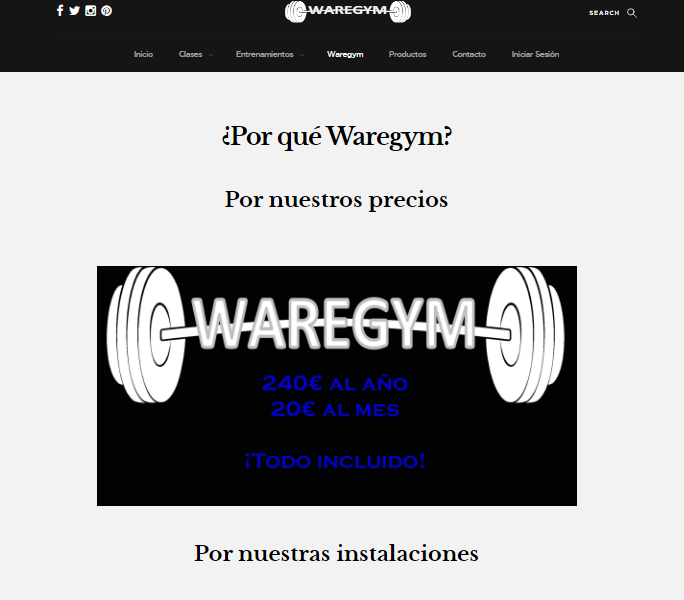 WAREGYM
SEARCH
Inicio Clases Entrenamientos Waregym Productos Contacto Iniciar Sesión
¿Por qué Waregym?
Por nuestros precios
WAREGYM
240€ AL AÑO
20€ AL MES
¡TODO INCLUIDO!
Por nuestras instalaciones